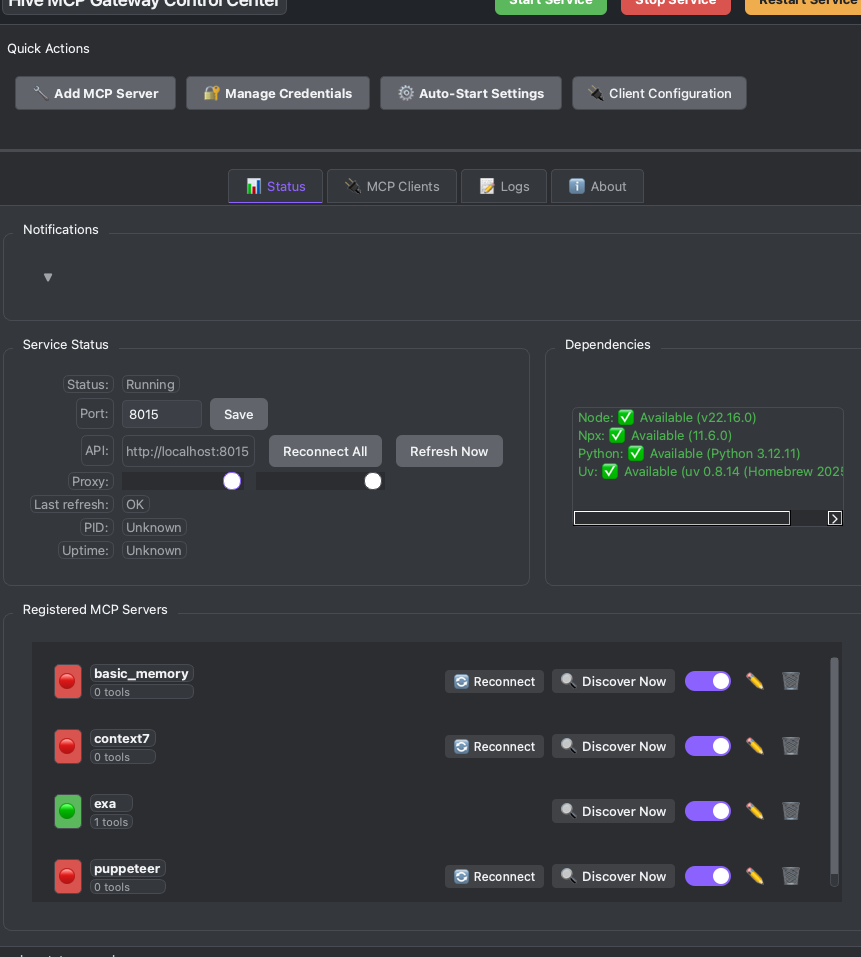 Hive MCP Gateway Control Center
Start Service Stop Service Restart Service
Quick Actions
Add MCP Server Manage Credentials Auto-Start Settings Client Configuration
Status MCP Clients Logs About
Notifications
Service Status
Status: Running
Port: 8015 Save
API: http://localhost:8015 Reconnect All Refresh Now
Proxy:
Last refresh: OK
PID: Unknown
Uptime: Unknown
Dependencies
Node: ✅ Available (v22.16.0)
Npx: ✅ Available (11.6.0)
Python: ✅ Available (Python 3.12.11)
Uv: ✅ Available (uv 0.8.14 (Homebrew 2025
Registered MCP Servers
basic_memory
0 tools
Reconnect Discover Now
context7
0 tools
Reconnect Discover Now
exa
1 tools
Discover Now
puppeteer
0 tools
Reconnect Discover Now